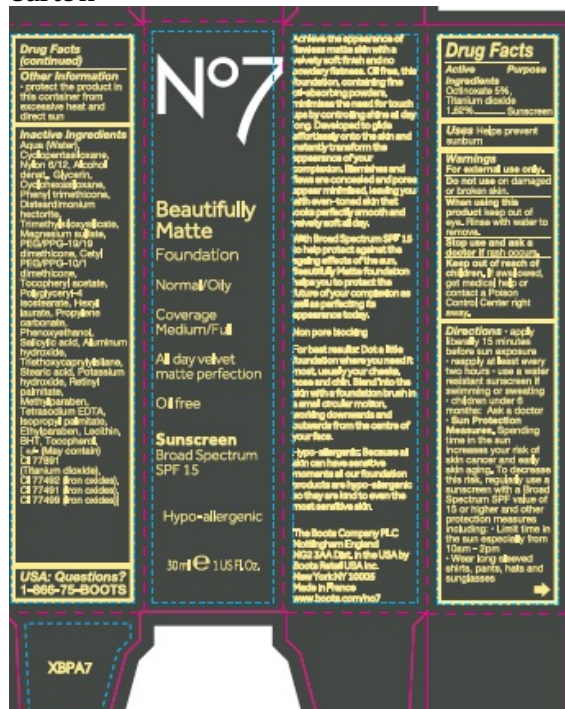 Carton
Drug Facts
(continued)
Other Information
· protect the product in
this container from
excessive heat and
direct sun
Inactive Ingredients
Aqua (Water),
Cyclopentasiloxane,
Nylon 6/12, Alcohol
denat., Glycerin,
Cyclohexasiloxane,
Phenyl trimethicone,
Disteardimonium
hectorite,
Trimethylsiloxysilicate,
Magnesium sulfate,
PEG/PPG-19/19
dimethicone, Cetyl
PEG/PPG-10/1
dimethicone,
Tocopheryl acetate,
Polyglyceryl-4
isostearate, Hexyl
laurate, Propylene
carbonate,
Phenoxyethanol,
Salicylic acid, Aluminum
hydroxide,
Triethoxycaprylylsilane,
Stearic acid, Potassium
hydroxide, Retinyl
palmitate,
Methylparaben,
Tetrasodium EDTA,
Isopropyl palmitate,
Ethylparaben, Lecithin,
BHT, Tocopherol,
[ +/- (May contain)
CI 77891
(Titanium dioxide),
CI 77492 (Iron oxides),
CI 77491 (Iron oxides),
CI 77499 (Iron oxides)]
USA: Questions?
1-866-75-BOOTS
No7
Beautifully
Matte
Foundation
Normal/Oily
Coverage
Medium/Full
All day velvet
matte perfection
Oil free
Sunscreen
Broad Spectrum
SPF 15
Hypo-allergenic
30 ml e 1 US Fl. Oz.
Achieve the appearance of
flawless matte skin with a
velvety soft finish and no
powdery flatness. Oil free, this
foundation, containing fine
oil-absorbing powders,
minimises the need for touch
ups by controlling shine all day
long. Developed to glide
effortlessly onto the skin and
instantly transform the
appearance of your
complexion. Blemishes and
flaws are concealed and pores
appear minimised, leaving you
with even-toned skin that
looks perfectly smooth and
velvety soft all day.
With Broad Spectrum SPF 15
to help protect against the
ageing effects of the sun,
Beautifully Matte foundation
helps you to protect the
future of your complexion as
well as perfecting its
appearance today.
Non pore blocking
For best results: Dot a little
foundation where you need it
most, usually your cheeks,
nose and chin. Blend into the
skin with a foundation brush in
a small circular motion,
working downwards and
outwards from the centre of
your face.
Hypo-allergenic: Because all
skin can have sensitive
moments all our foundation
products are hypo-allergenic
so they are kind to even the
most sensitive skin.
The Boots Company PLC
Nottingham England
NG2 3AA Dist. in the USA by
Boots Retail USA Inc.
New York NY 10005
Made in France
www.boots.com/no7
Drug Facts
Active Purpose
Ingredients
Octinoxate 5%,
Titanium dioxide
1.82% Sunscreen
Uses Helps prevent
sunburn
Warnings
For external use only.
Do not use on damaged
or broken skin.
When using this
product keep out of
eye. Rinse with water to
remove.
Stop use and ask a
doctor if rash occurs.
Keep out of reach of
children. If swallowed,
get medical help or
contact a Poison
Control Center right
away.
Directions · apply
liberally 15 minutes
before sun exposure
· reapply at least every
two hours · use a water
resistant sunscreen if
swimming or sweating
· children under 6
months: Ask a doctor
· Sun Protection
Measures. Spending
time in the sun
increases your risk of
skin cancer and early
skin aging. To decrease
this risk, regularly use a
sunscreen with a Broad
Spectrum SPF value of
15 or higher and other
protection measures
including: · Limit time in
the sun especially from
10am – 2pm
· Wear long sleeved
shirts, pants, hats and
sunglasses
XBPA7